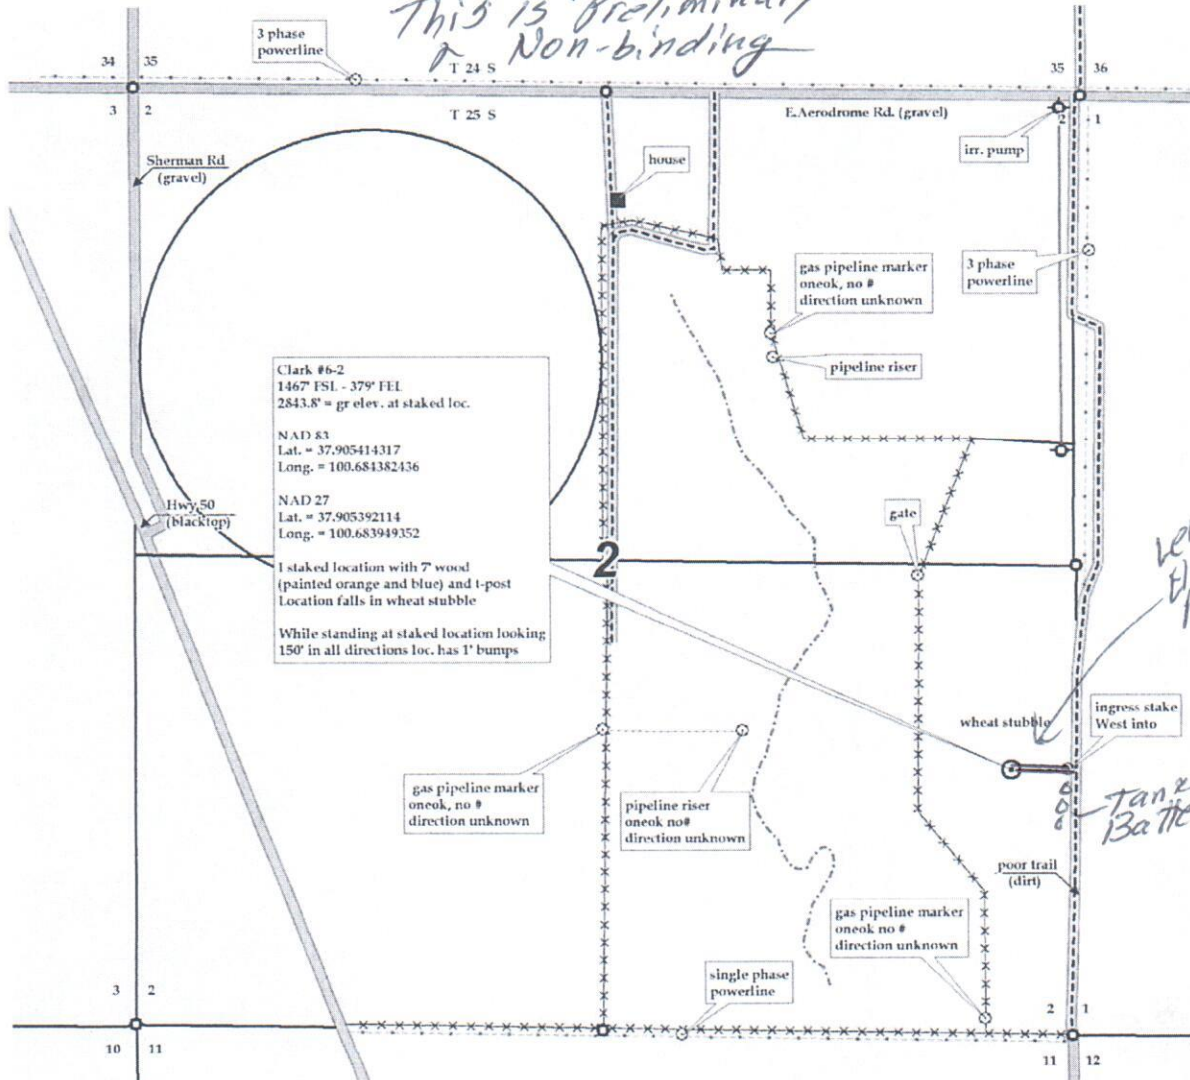 This is Preliminary
& Non-binding
3 phase
powerline
34 35
T 24 S
35 36
3 2
T 25 S
E.Aerodrome Rd. (gravel)
2 1
irr. pump
Sherman Rd
(gravel)
house
gas pipeline marker
oneok, no #
direction unknown
3 phase
powerline
pipeline riser
Clark #6-2
1467' FSL - 379' FEL
2843.8' = gr elev. at staked loc.
NAD 83
Lat. = 37.905414317
Long. = 100.684382436
NAD 27
Lat. = 37.905392114
Long. = 100.683949352
I staked location with 7' wood
(painted orange and blue) and t-post
Location falls in wheat stubble
While standing at staked location looking
150' in all directions loc. has 1' bumps
Hwy 50
(blacktop)
gate
2
wheat stubble
ingress stake
West into
gas pipeline marker
oneok, no #
direction unknown
pipeline riser
oneok no#
direction unknown
Tank
Batte
poor trail
(dirt)
gas pipeline marker
oneok no #
direction unknown
single phase
powerline
3 2
2 1
10 11
11 12